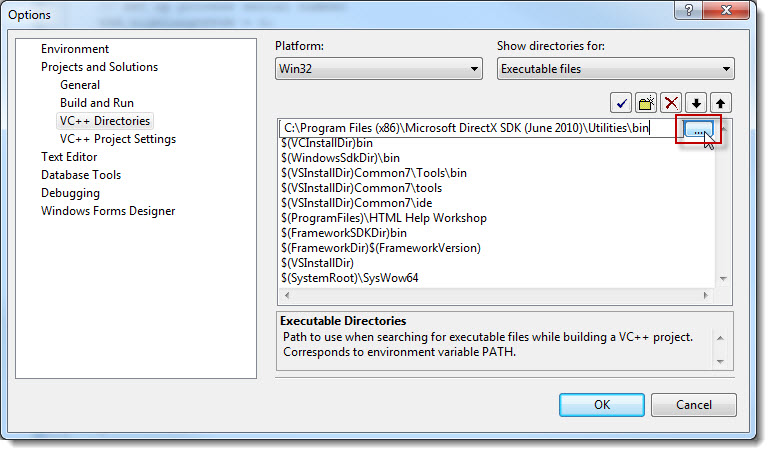 Options
Environment
Projects and Solutions
General
Build and Run
VC++ Directories
VC++ Project Settings
Text Editor
Database Tools
Debugging
Windows Forms Designer
Platform:
Show directories for:
Win32
Executable files
C:\Program Files (x86)\Microsoft DirectX SDK (June 2010)\Utilities\bin
...
$(VCInstallDir)bin
$(WindowsSdkDir)\bin
$(VSInstallDir)Common7\Tools\bin
$(VSInstallDir)Common7\tools
$(VSInstallDir)Common7\ide
$(ProgramFiles)\HTML Help Workshop
$(FrameworkSDKDir)bin
$(FrameworkDir)$(FrameworkVersion)
$(VSInstallDir)
$(SystemRoot)\SysWow64
Executable Directories
Path to use when searching for executable files while building a VC++ project.
Corresponds to environment variable PATH.
OK
Cancel